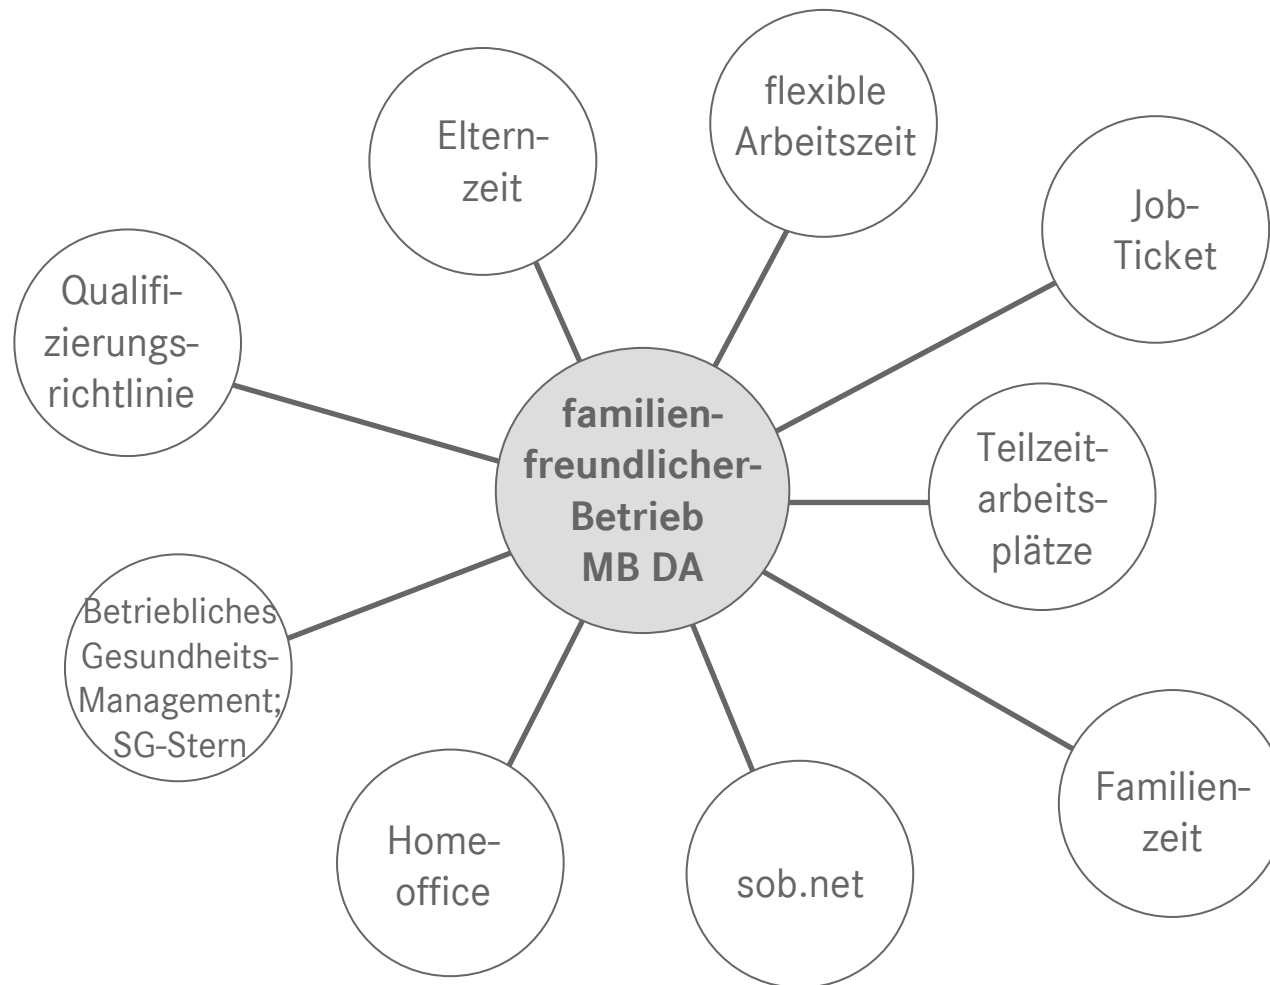 flexible
Arbeitszeit
Eltern-
zeit
Job-
Ticket
Qualifi-
zierungs-
richtlinie
familien-
freundlicher-
Betrieb
MB DA
Teilzeit-
arbeits-
plätze
Betriebliches
Gesundheits-
Management;
SG-Stern
Familien-
zeit
Home-
office
sob.net